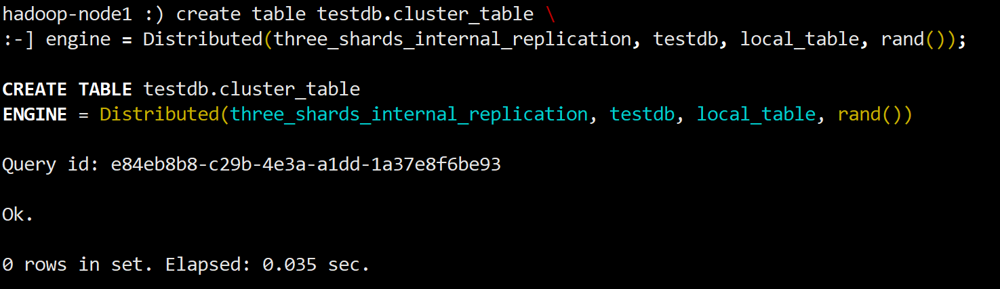 hadoop-node1 :) create table testdb.cluster_table \
:-] engine = Distributed(three_shards_internal_replication, testdb, local_table, rand());
CREATE TABLE testdb.cluster_table
ENGINE = Distributed(three_shards_internal_replication, testdb, local_table, rand())
Query id: e84eb8b8-c29b-4e3a-a1dd-1a37e8f6be93
Ok.
0 rows in set. Elapsed: 0.035 sec.